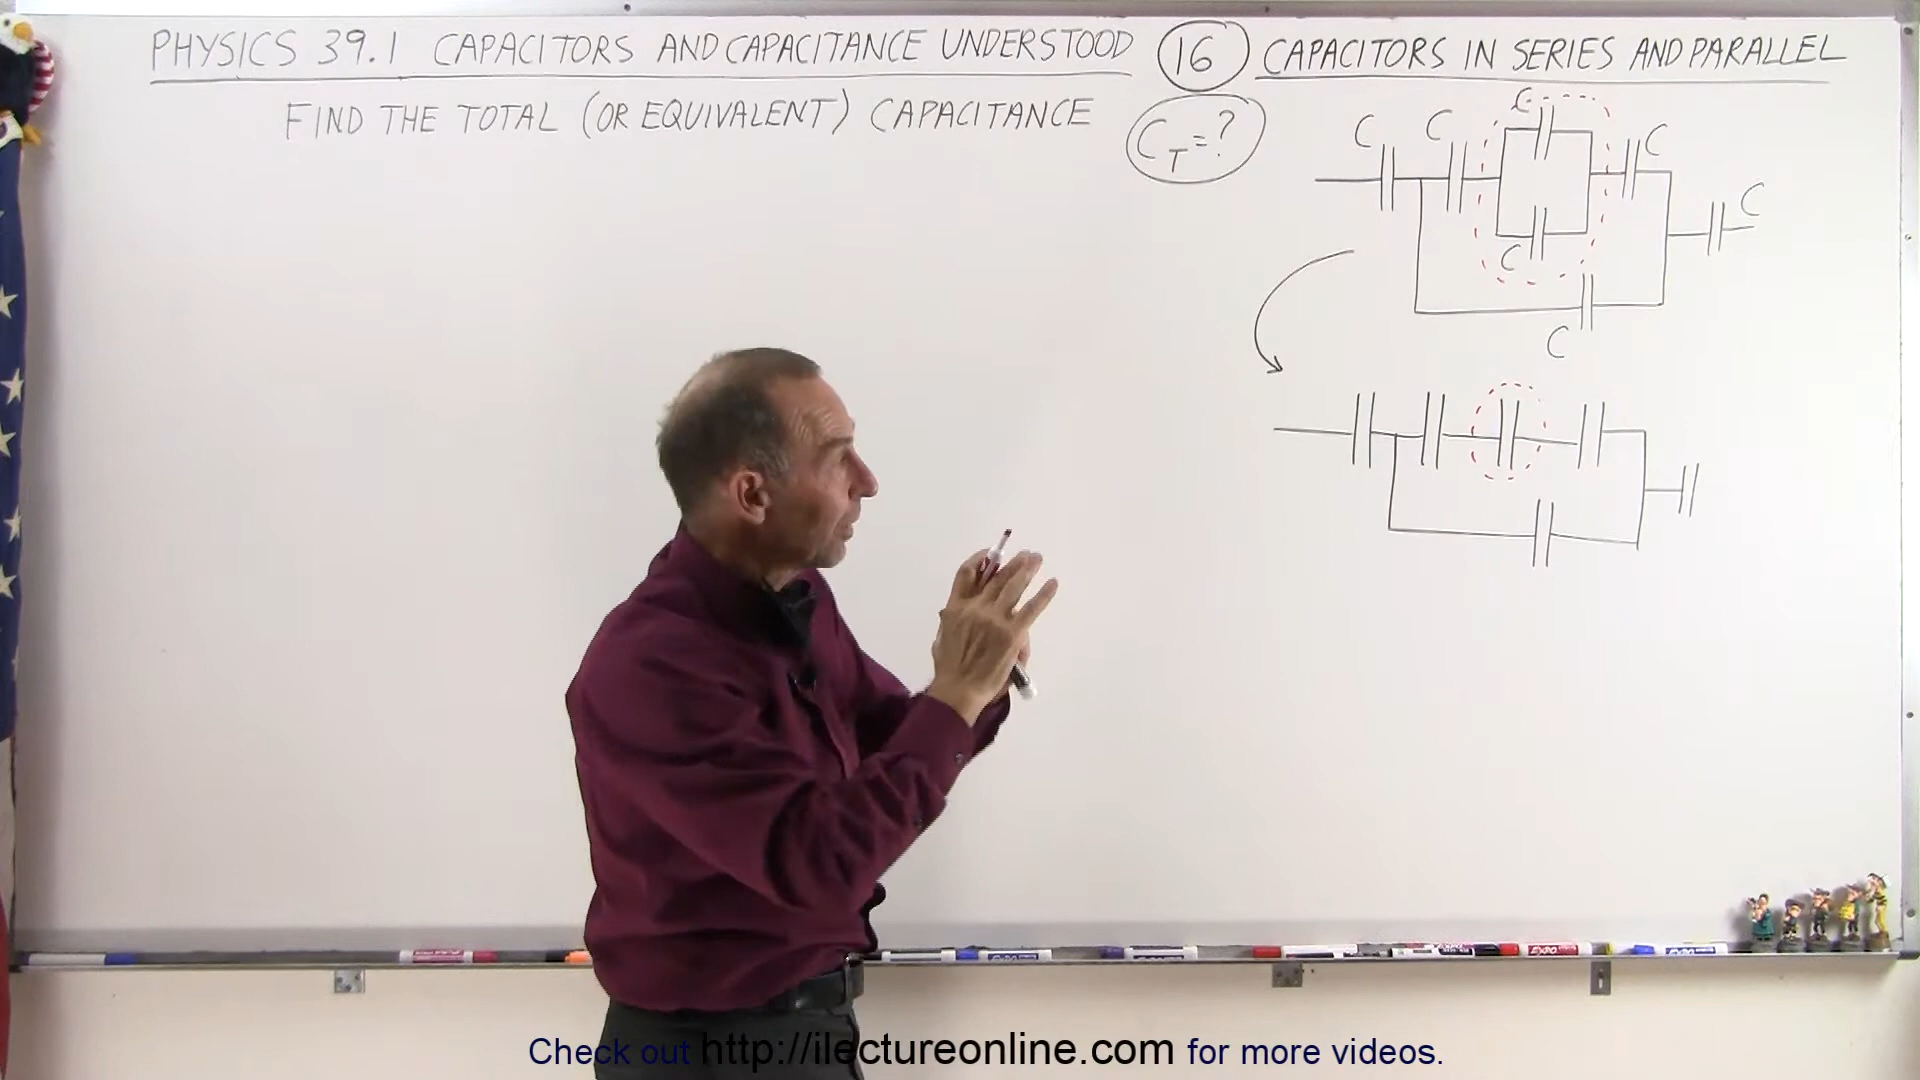 PHYSICS 39.1 CAPACITORS AND CAPACITANCE UNDERSTOOD 16 CAPACITORS IN SERIES AND PARALLEL
FIND THE TOTAL (OR EQUIVALENT) CAPACITANCE C_T = ?
C C C C
C
C
C
Check out http://ilectureonline.com for more videos.